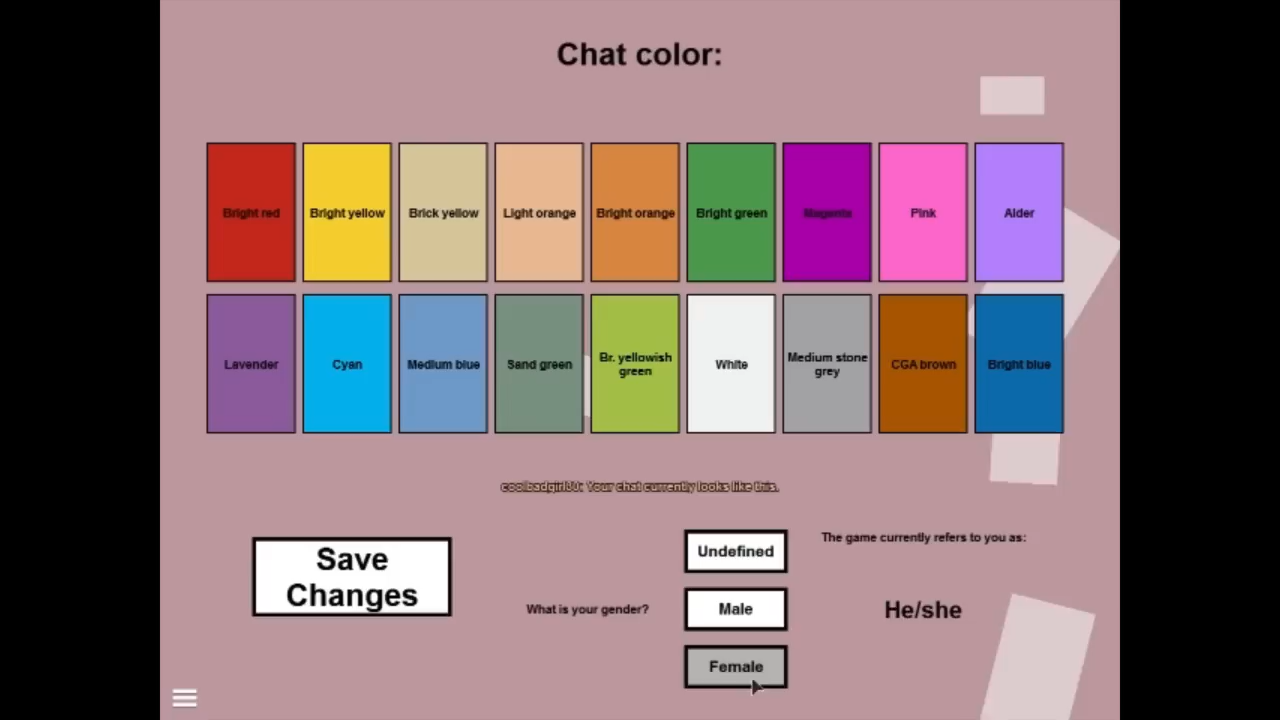 Chat color:
Bright red
Bright yellow
Brick yellow
Light orange
Bright orange
Bright green
Magenta
Pink
Alder
Lavender
Cyan
Medium blue
Sand green
Br. yellowish
green
White
Medium stone
grey
CGA brown
Bright blue
Your chat currently looks like this.
Save
Changes
What is your gender?
Undefined
Male
Female
The game currently refers to you as:
He/she